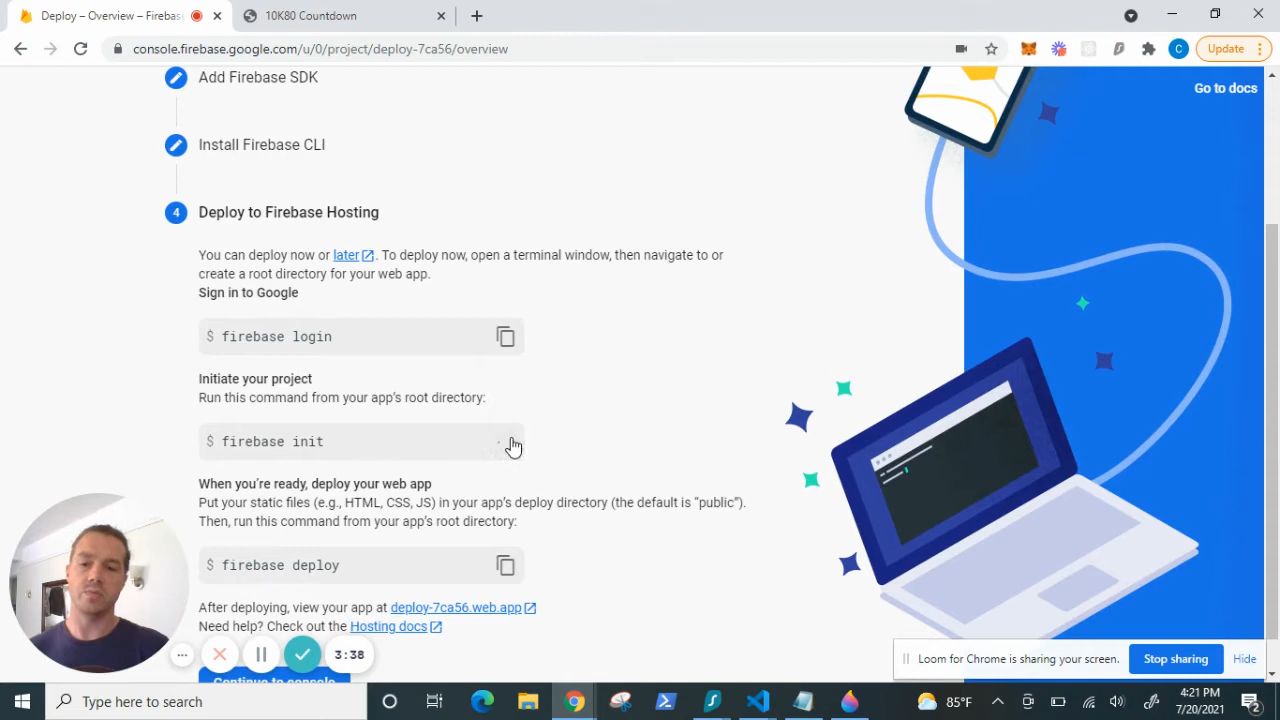 Deploy – Overview – Firebas
10K80 Countdown
console.firebase.google.com/u/0/project/deploy-7ca56/overview
C
Update
Add Firebase SDK
Go to docs
Install Firebase CLI
4
Deploy to Firebase Hosting
You can deploy now or later. To deploy now, open a terminal window, then navigate to or
create a root directory for your web app.
Sign in to Google
$ firebase login
Initiate your project
Run this command from your app's root directory:
$ firebase init
When you're ready, deploy your web app
Put your static files (e.g., HTML, CSS, JS) in your app's deploy directory (the default is "public").
Then, run this command from your app's root directory:
$ firebase deploy
After deploying, view your app at deploy-7ca56.web.app
Need help? Check out the Hosting docs
3:38
Loom for Chrome is sharing your screen.
Stop sharing
Hide
Continue to console
Type here to search
85°F
4:21 PM
7/20/2021
2